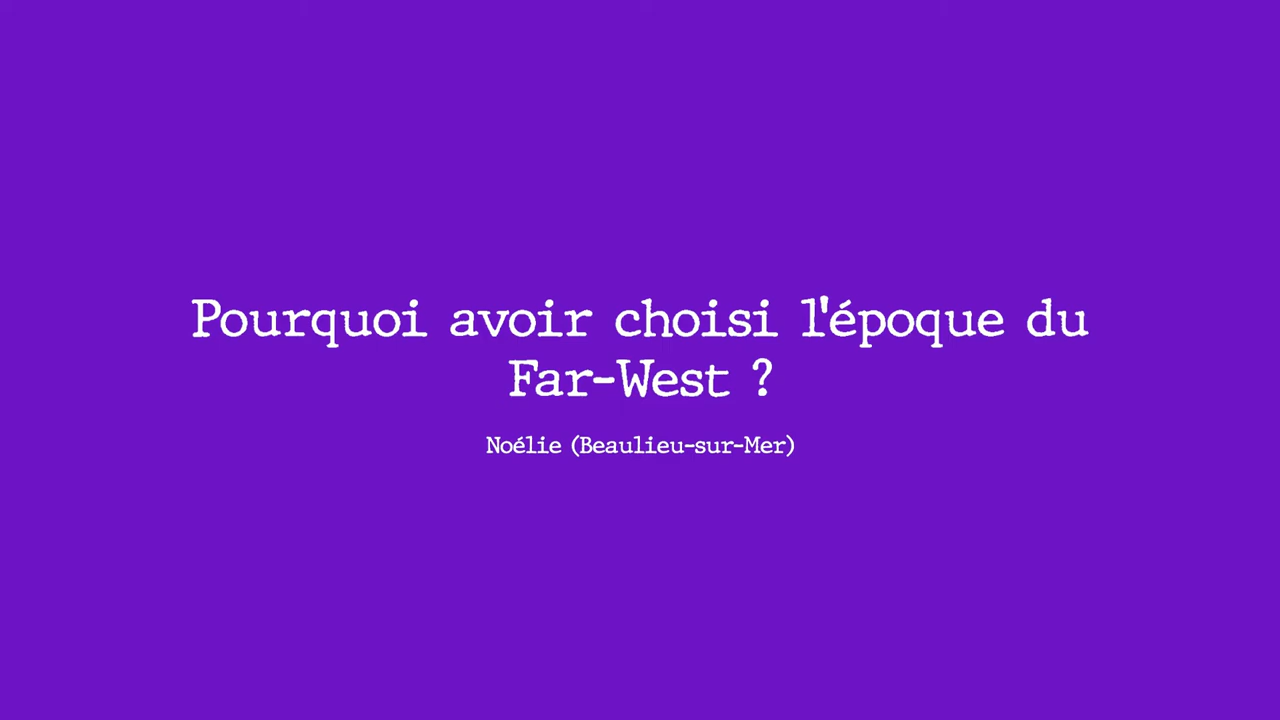 Pourquoi avoir choisi l'époque du
Far-West ?
Noélie (Beaulieu-sur-Mer)